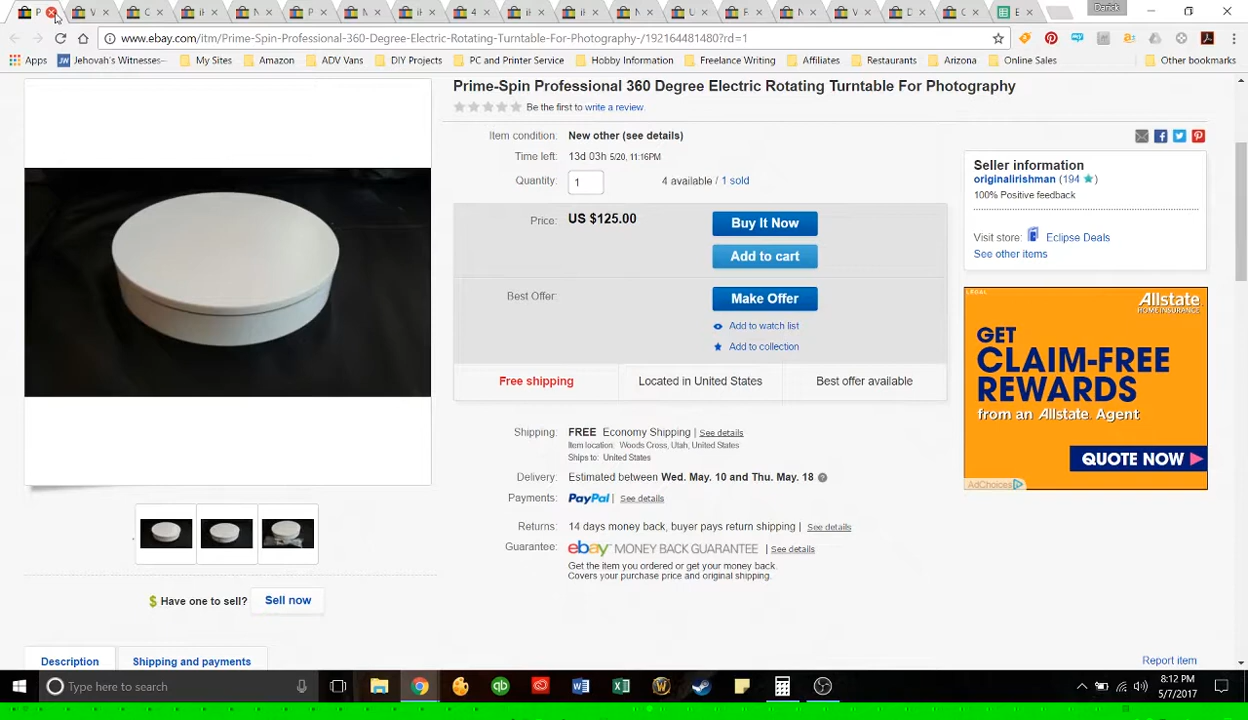 P
V
C
iP
N
P
M
iP
4
iP
iP
N
U
B
N
V
D
C
E
Derrick
https://www.ebay.com/itm/Prime-Spin-Professional-360-Degree-Electric-Rotating-Turntable-For-Photography-/192164481480?rd=1
Apps
Jehovah's Witnesses
My Sites
Amazon
ADV Vans
DIY Projects
PC and Printer Service
Hobby Information
Freelance Writing
Affiliates
Restaurants
Arizona
Online Sales
Other bookmarks
Prime-Spin Professional 360 Degree Electric Rotating Turntable For Photography
Be the first to write a review.
Item condition: New other (see details)
Time left: 13d 03h 5/20, 11:16PM
Quantity: 1 4 available / 1 sold
Price: US $125.00
Buy It Now
Add to cart
Best Offer:
Make Offer
Add to watch list
Add to collection
Free shipping
Located in United States
Best offer available
Shipping: FREE Economy Shipping | See details
Item location: Woods Cross, Utah, United States
Ships to: United States
Delivery: Estimated between Wed. May. 10 and Thu. May. 18
Payments: PayPal | See details
Returns: 14 days money back, buyer pays return shipping | See details
Guarantee: ebay MONEY BACK GUARANTEE | See details
Get the item you ordered or get your money back.
Covers your purchase price and original shipping.
Seller information
originalirishman (194 )
100% Positive feedback
Visit store: Eclipse Deals
See other items
LEGAL
Allstate
HOME INSURANCE
GET
CLAIM-FREE
REWARDS
from an Allstate Agent
QUOTE NOW
AdChoices
$ Have one to sell? Sell now
Description
Shipping and payments
Report item
Type here to search
8:12 PM
5/7/2017